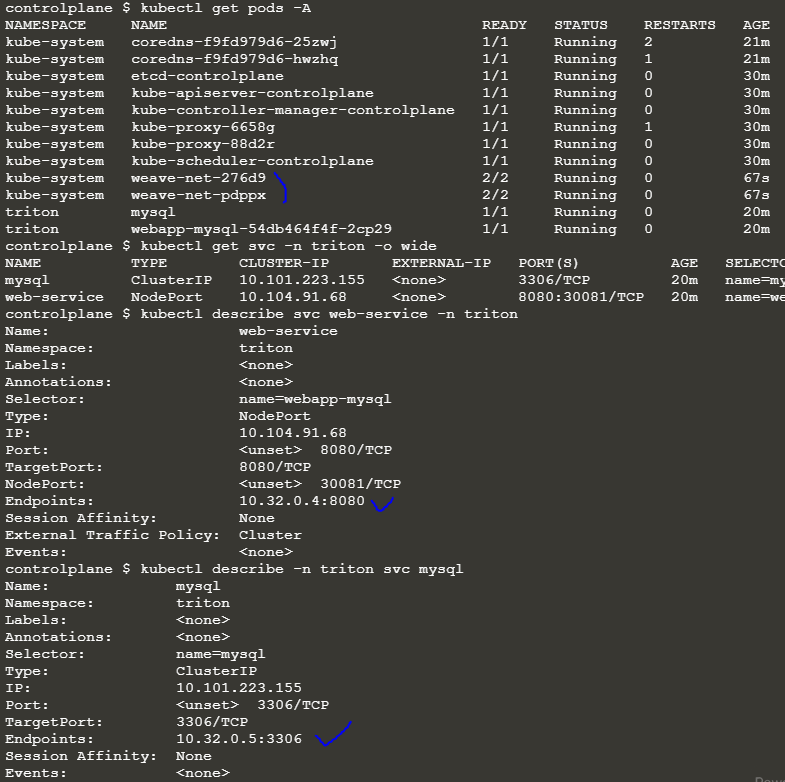 controlplane $ kubectl get pods -A
NAMESPACE NAME READY STATUS RESTARTS AGE
kube-system coredns-f9fd979d6-25zwj 1/1 Running 2 21m
kube-system coredns-f9fd979d6-hwzhq 1/1 Running 1 21m
kube-system etcd-controlplane 1/1 Running 0 30m
kube-system kube-apiserver-controlplane 1/1 Running 0 30m
kube-system kube-controller-manager-controlplane 1/1 Running 0 30m
kube-system kube-proxy-6658g 1/1 Running 1 30m
kube-system kube-proxy-88d2r 1/1 Running 0 30m
kube-system kube-scheduler-controlplane 1/1 Running 0 30m
kube-system weave-net-276d9 2/2 Running 0 67s
kube-system weave-net-pdppx 2/2 Running 0 67s
triton mysql 1/1 Running 0 20m
triton webapp-mysql-54db464f4f-2cp29 1/1 Running 0 20m
controlplane $ kubectl get svc -n triton -o wide
NAME TYPE CLUSTER-IP EXTERNAL-IP PORT(S) AGE SELECTO
mysql ClusterIP 10.101.223.155 <none> 3306/TCP 20m name=my
web-service NodePort 10.104.91.68 <none> 8080:30081/TCP 20m name=we
controlplane $ kubectl describe svc web-service -n triton
Name: web-service
Namespace: triton
Labels: <none>
Annotations: <none>
Selector: name=webapp-mysql
Type: NodePort
IP: 10.104.91.68
Port: <unset> 8080/TCP
TargetPort: 8080/TCP
NodePort: <unset> 30081/TCP
Endpoints: 10.32.0.4:8080
Session Affinity: None
External Traffic Policy: Cluster
Events: <none>
controlplane $ kubectl describe -n triton svc mysql
Name: mysql
Namespace: triton
Labels: <none>
Annotations: <none>
Selector: name=mysql
Type: ClusterIP
IP: 10.101.223.155
Port: <unset> 3306/TCP
TargetPort: 3306/TCP
Endpoints: 10.32.0.5:3306
Session Affinity: None
Events: <none>